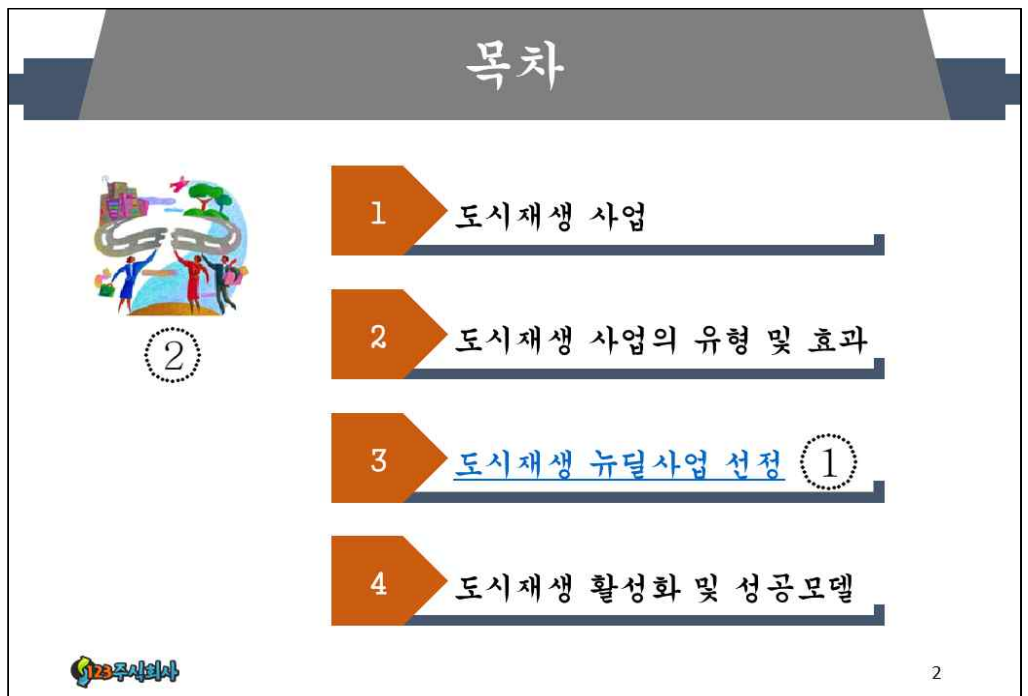 목차
1 도시재생 사업
②
2 도시재생 사업의 유형 및 효과
3 도시재생 뉴딜사업 선정 ①
4 도시재생 활성화 및 성공모델
123주식회사
2